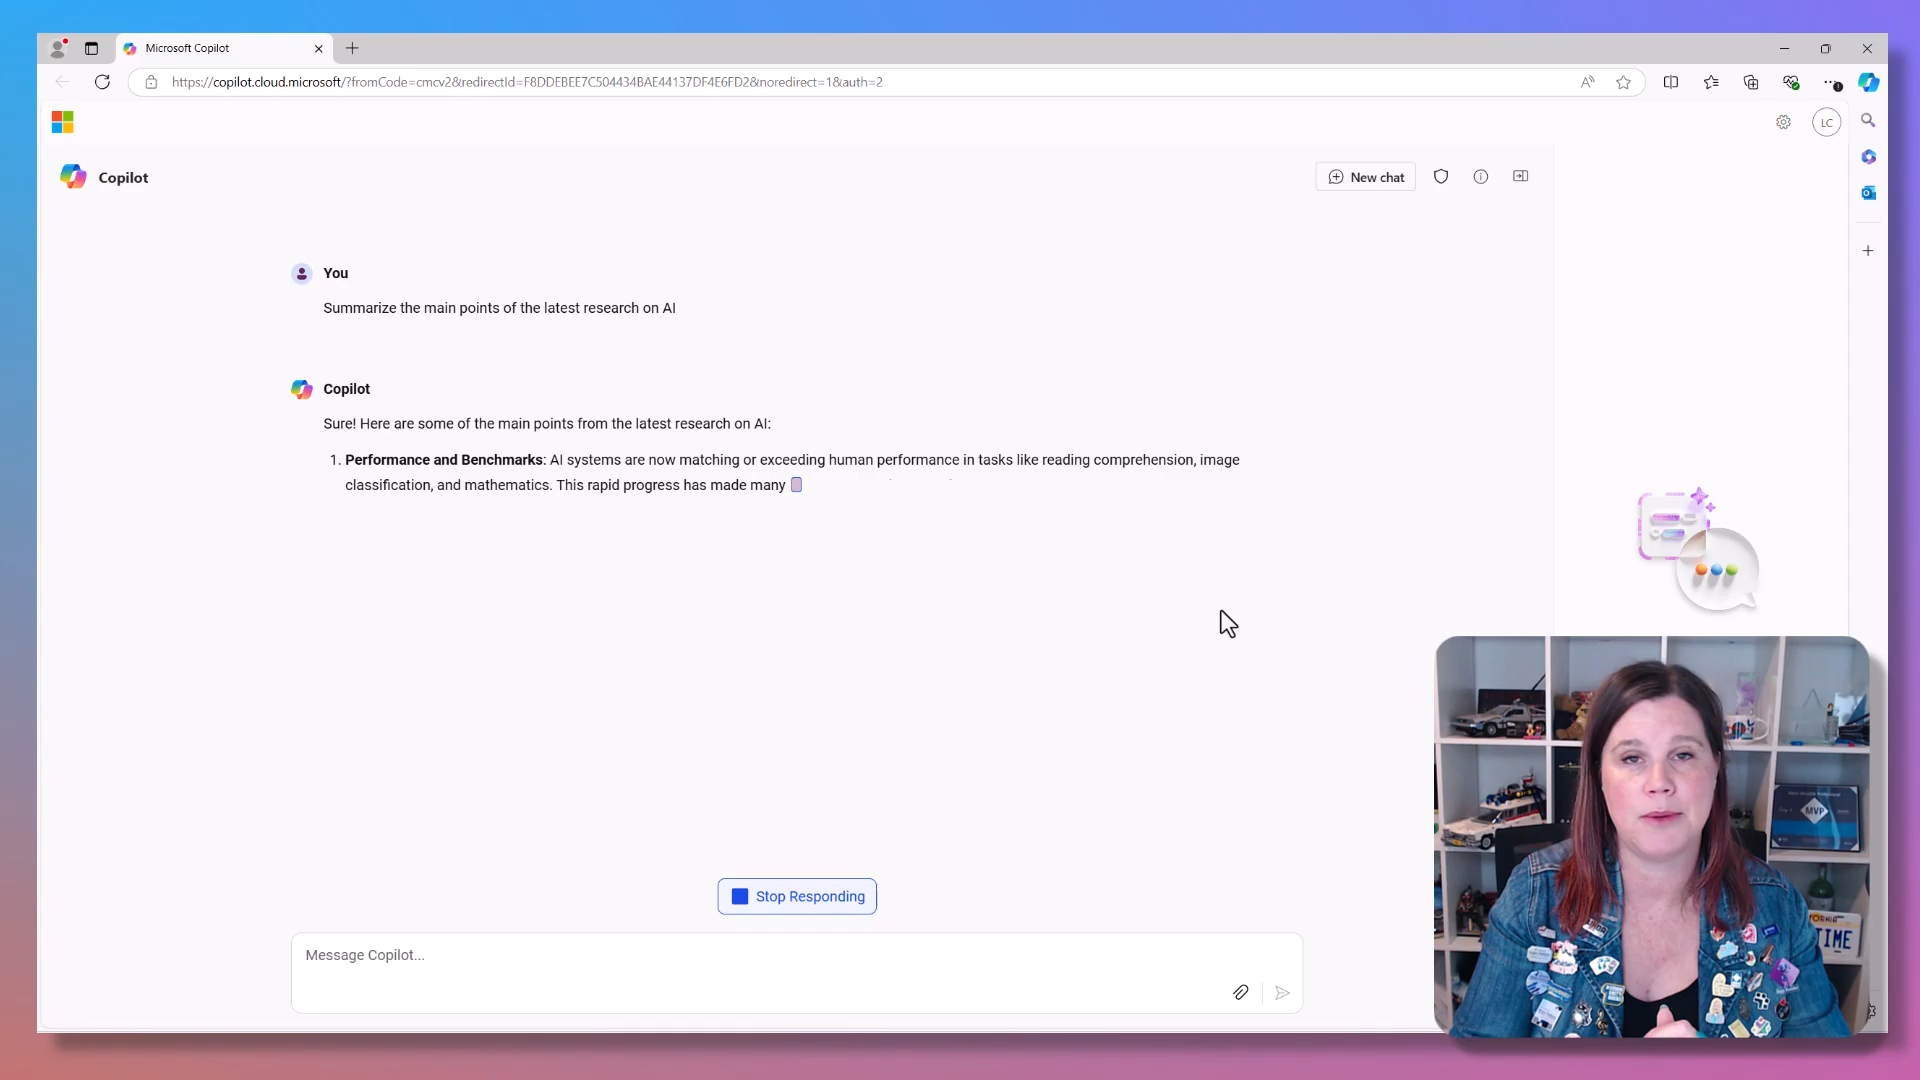 Microsoft Copilot
https://copilot.cloud.microsoft/?fromCode=cmcv2&redirectId=F8DDEBEE7C504434BAE44137DF4E6FD2&noredirect=1&auth=2
LC
Copilot
New chat
You
Summarize the main points of the latest research on AI
Copilot
Sure! Here are some of the main points from the latest research on AI:
1. Performance and Benchmarks: AI systems are now matching or exceeding human performance in tasks like reading comprehension, image
classification, and mathematics. This rapid progress has made many
Stop Responding
Message Copilot...
MVP
TIME